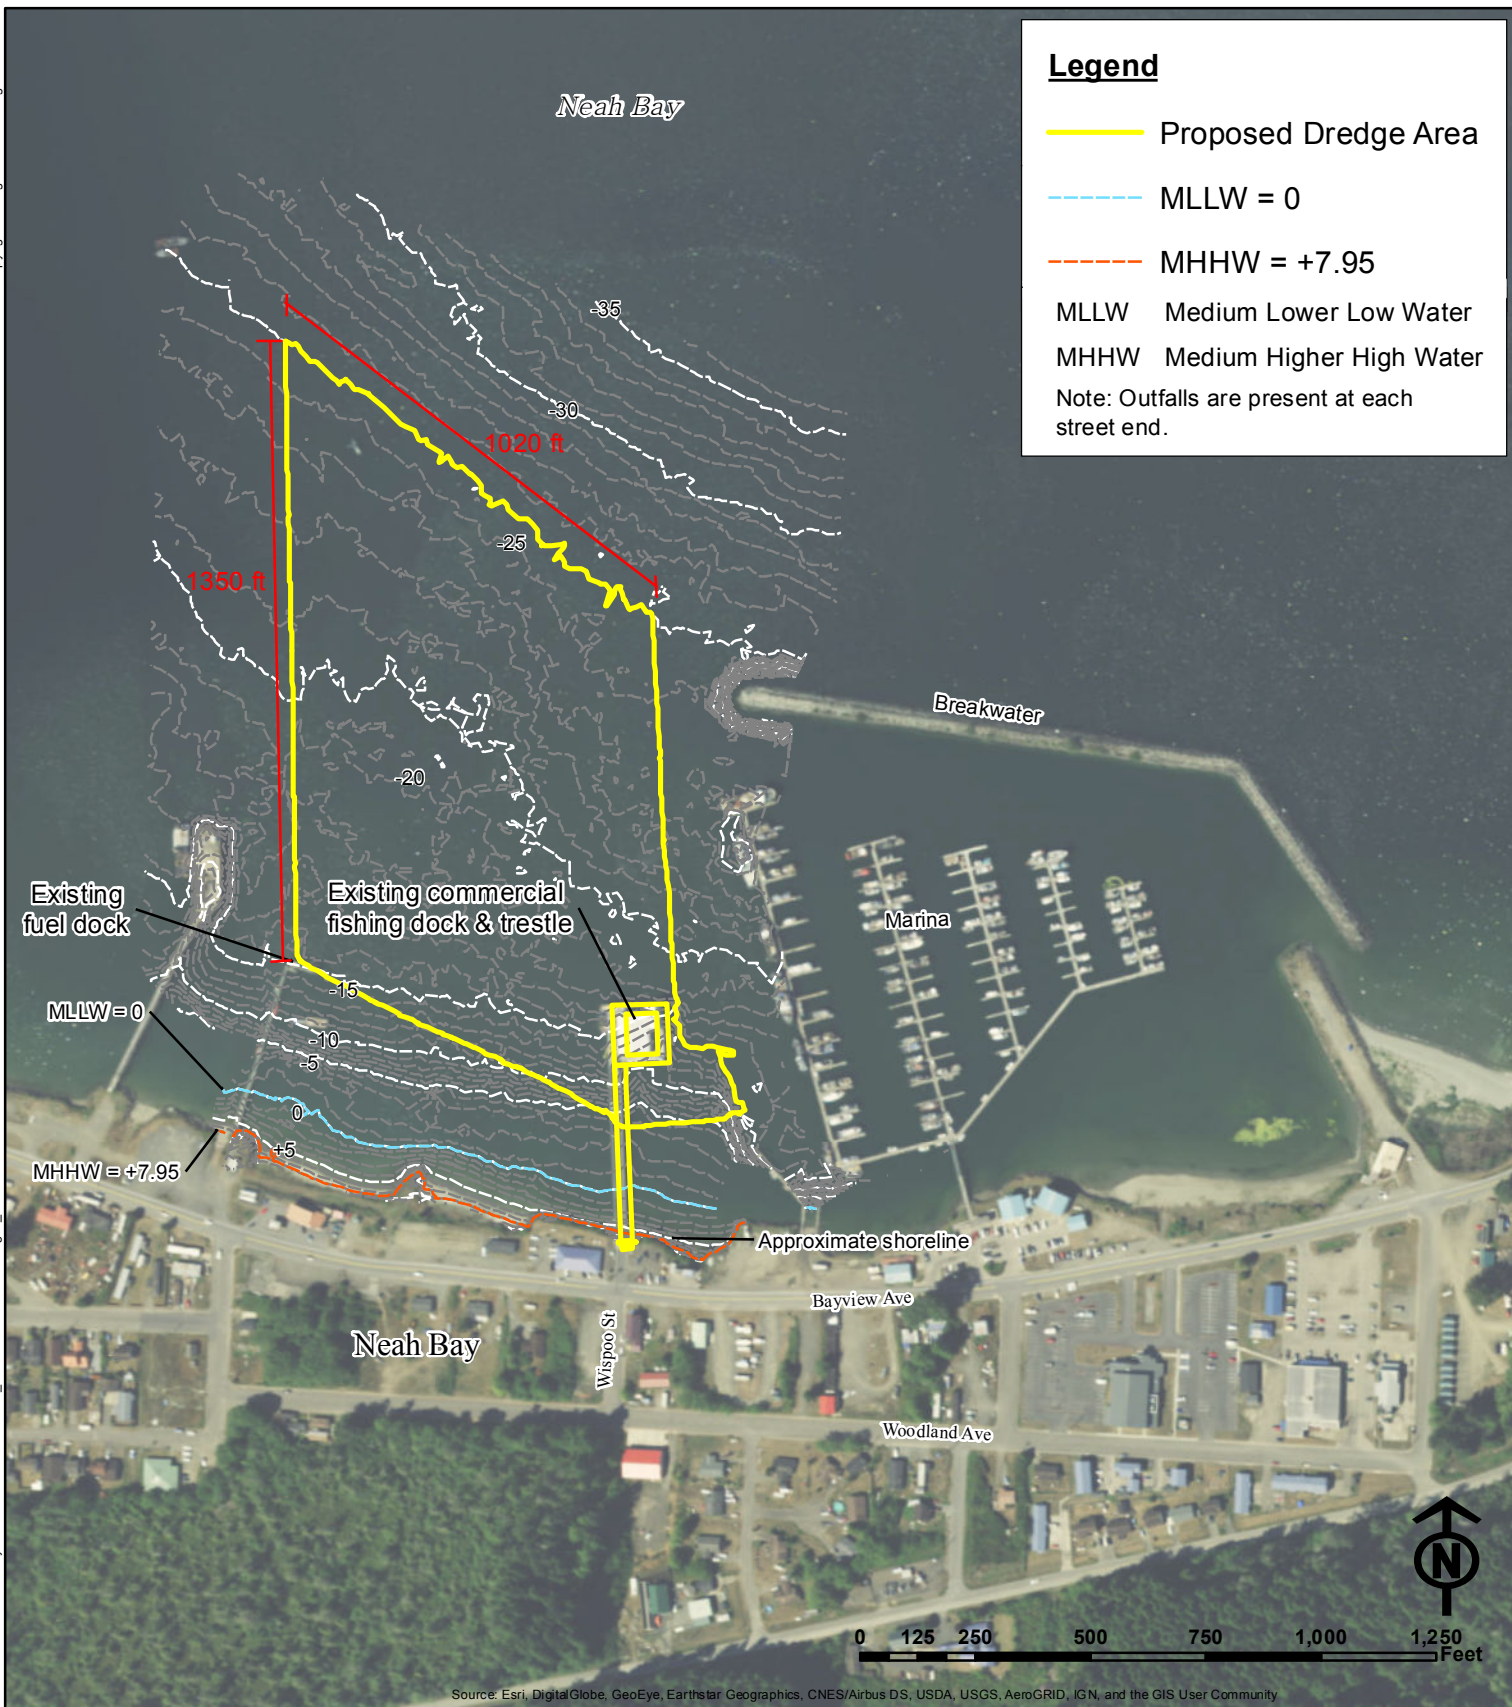 Neah Bay
Legend
Proposed Dredge Area
MLLW = 0
MHHW = +7.95
MLLW Medium Lower Low Water
MHHW Medium Higher High Water
Note: Outfalls are present at each
street end.
-35
-30
1020 ft
-25
1350 ft
Breakwater
-20
Existing
fuel dock
Existing commercial
fishing dock & trestle
Marina
-15
MLLW = 0
-10
-5
0
+5
MHHW = +7.95
Approximate shoreline
Bayview Ave
Wispoo St
Neah Bay
Woodland Ave
N
0 125 250 500 750 1,000 1,250
Feet
Source: Esri, DigitalGlobe, GeoEye, Earthstar Geographics, CNES/Airbus DS, USDA, USGS, AeroGRID, IGN, and the GIS User Community